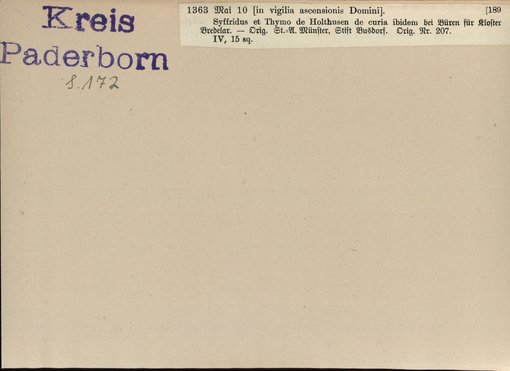 Kreis
Paderborn
S. 172
1363 Mai 10 [in vigilia ascensionis Domini]. [189
Syffridus et Thymo de Holthusen de curia ibidem bei Büren für Kloster
Bredelar. — Orig. St.-A. Münster, Stift Bußdorf. Orig. Nr. 207.
IV, 15 sq.